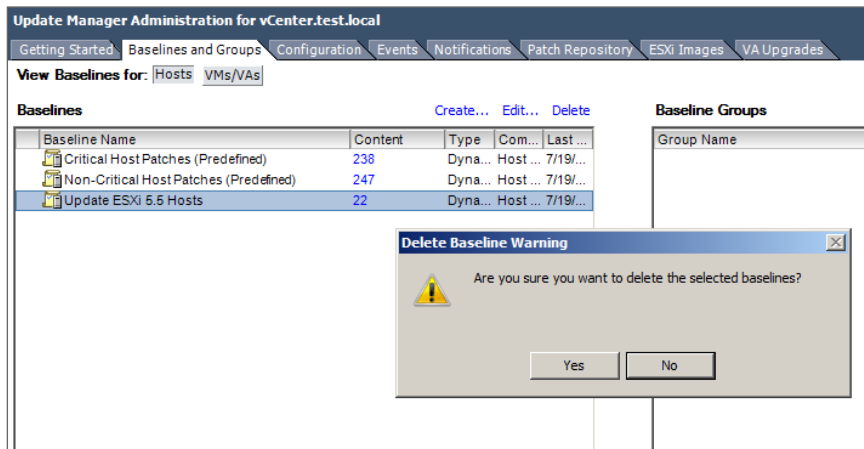 Update Manager Administration for vCenter.test.local
Getting Started Baselines and Groups Configuration Events Notifications Patch Repository ESXi Images VA Upgrades
View Baselines for: Hosts VMs/VAs
Baselines Create... Edit... Delete Baseline Groups
Baseline Name Content Type Com... Last ... Group Name
Critical Host Patches (Predefined) 238 Dyna... Host ... 7/19/...
Non-Critical Host Patches (Predefined) 247 Dyna... Host ... 7/19/...
Update ESXi 5.5 Hosts 22 Dyna... Host ... 7/19/...
Delete Baseline Warning
Are you sure you want to delete the selected baselines?
Yes No